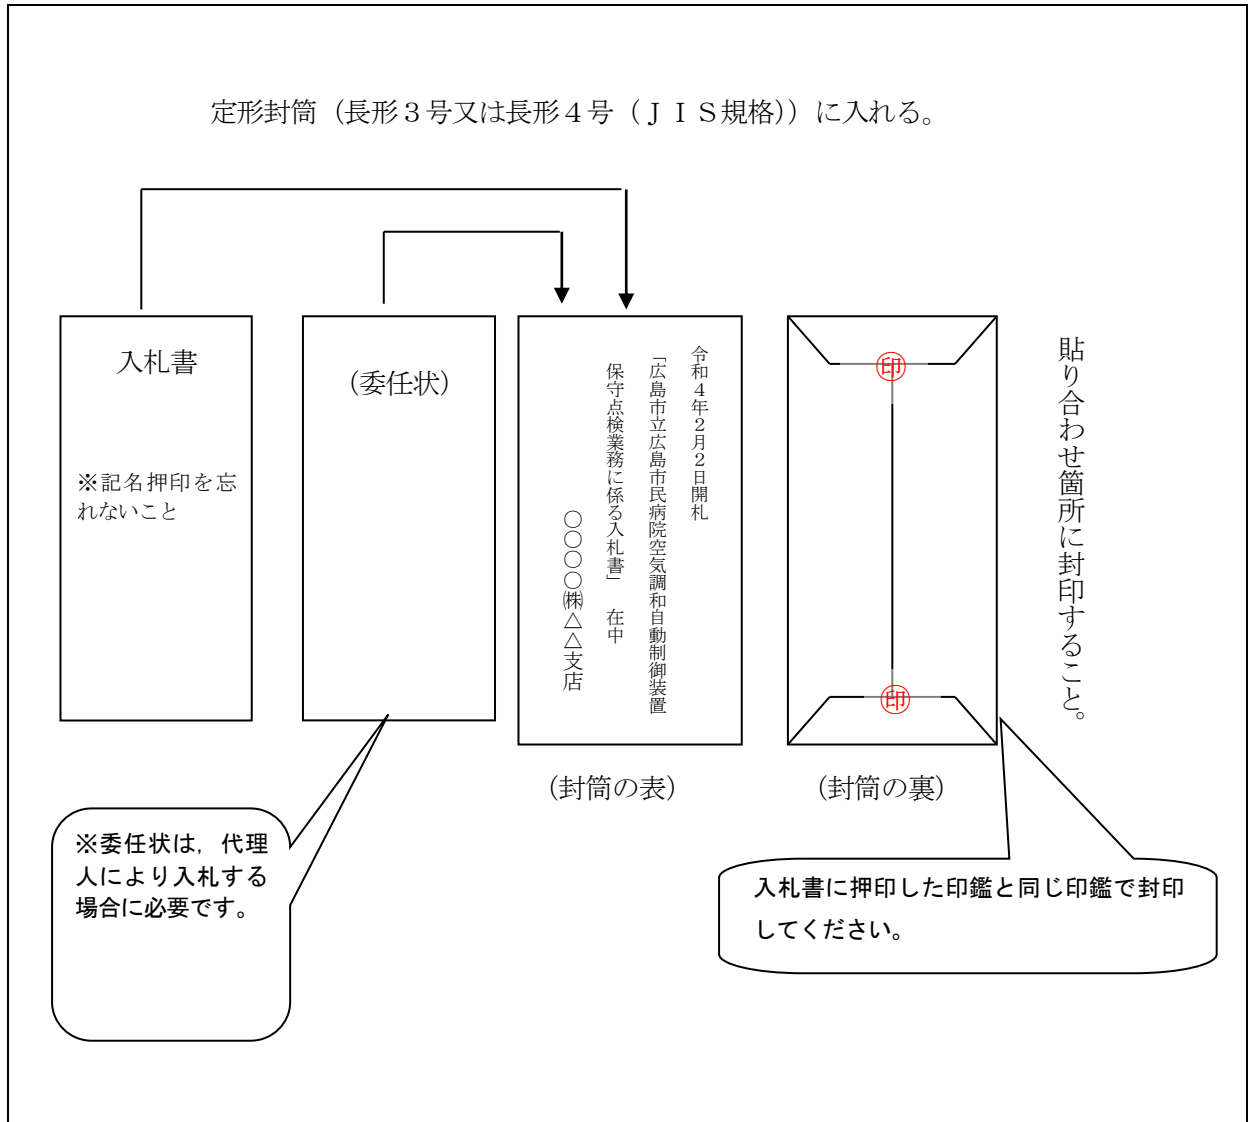 定形封筒（長形３号又は長形４号（ＪＩＳ規格））に入れる。
入札書
※記名押印を忘
れないこと
（委任状）
令和４年２月２日開札
「広島市立広島市民病院空気調和自動制御装置
保守点検業務に係る入札書」　在中
〇〇〇〇㈱△△支店
印
印
貼り合わせ箇所に封印すること。
（封筒の表）
（封筒の裏）
※委任状は，代理
人により入札する
場合に必要です。
入札書に押印した印鑑と同じ印鑑で封印
してください。